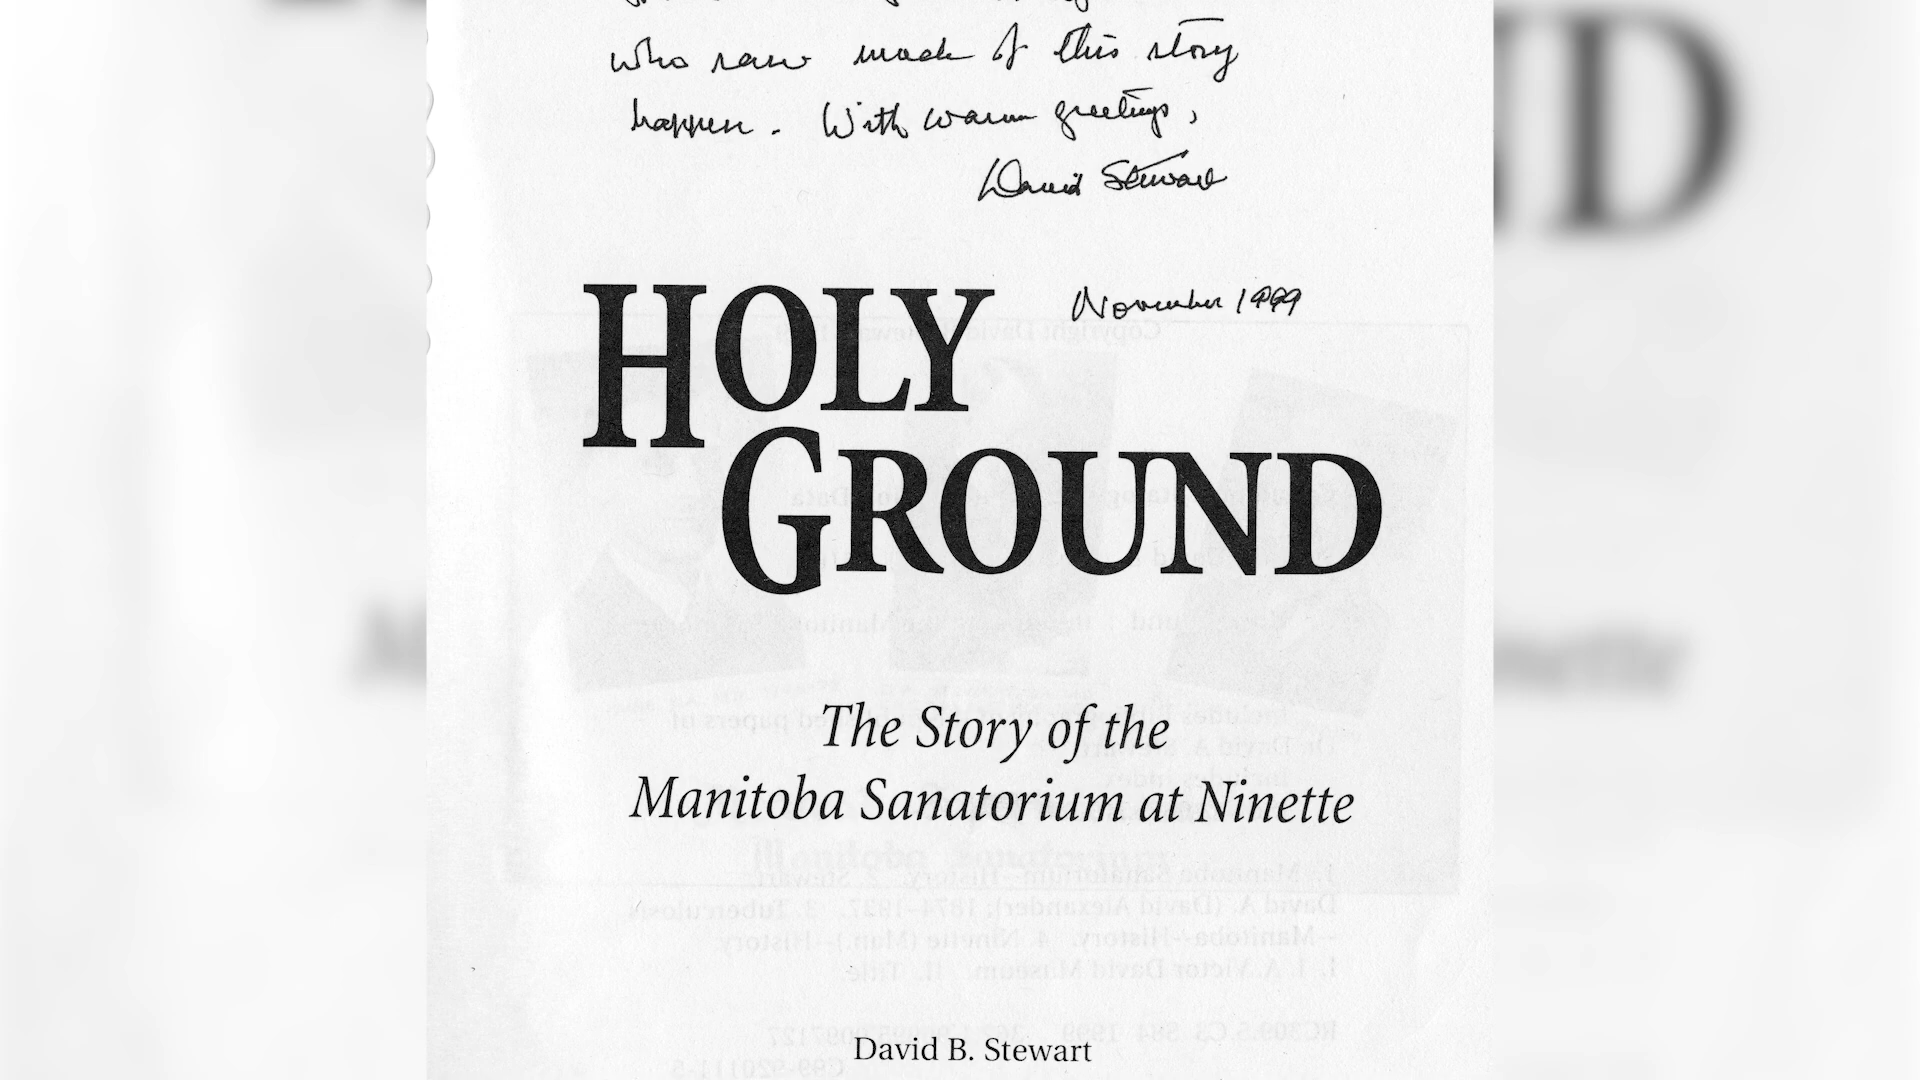 who saw much of this story
happen. With warm greetings,
David Stewart
November 1999
HOLY
GROUND
The Story of the
Manitoba Sanatorium at Ninette
David B. Stewart